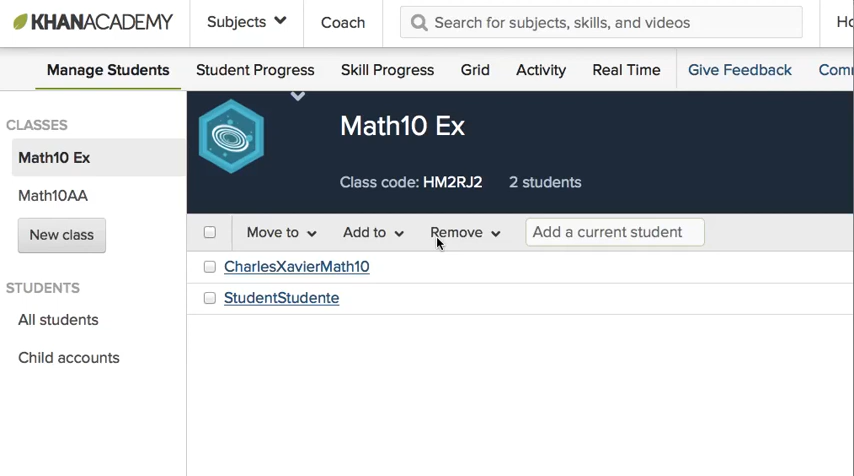 KHANACADEMY Subjects Coach Search for subjects, skills, and videos
Manage Students Student Progress Skill Progress Grid Activity Real Time Give Feedback
CLASSES
Math10 Ex
Math10AA
New class
STUDENTS
All students
Child accounts
Math10 Ex
Class code: HM2RJ2 2 students
Move to Add to Remove Add a current student
CharlesXavierMath10
StudentStudente